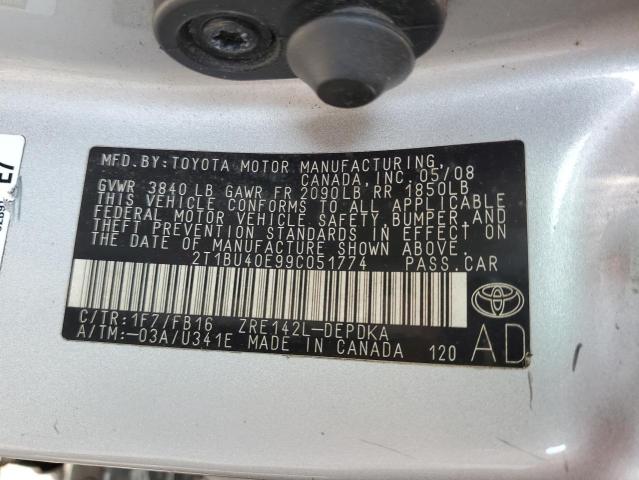 MFD.BY:TOYOTA MOTOR MANUFACTURING,
CANADA, INC. 05/08
GVWR 3840LB GAWR FR 2090LB RR 1850LB
THIS VEHICLE CONFORMS TO ALL APPLICABLE
FEDERAL MOTOR VEHICLE SAFETY, BUMPER, AND
THEFT PREVENTION STANDARDS IN EFFECT ON
THE DATE OF MANUFACTURE SHOWN ABOVE.
2T1BU40E99C051774 PASS.CAR
C/TR:1F7/FB16 ZRE142L-DEPDKA
A/TM:-03A/U341E MADE IN CANADA 120
AD
E7